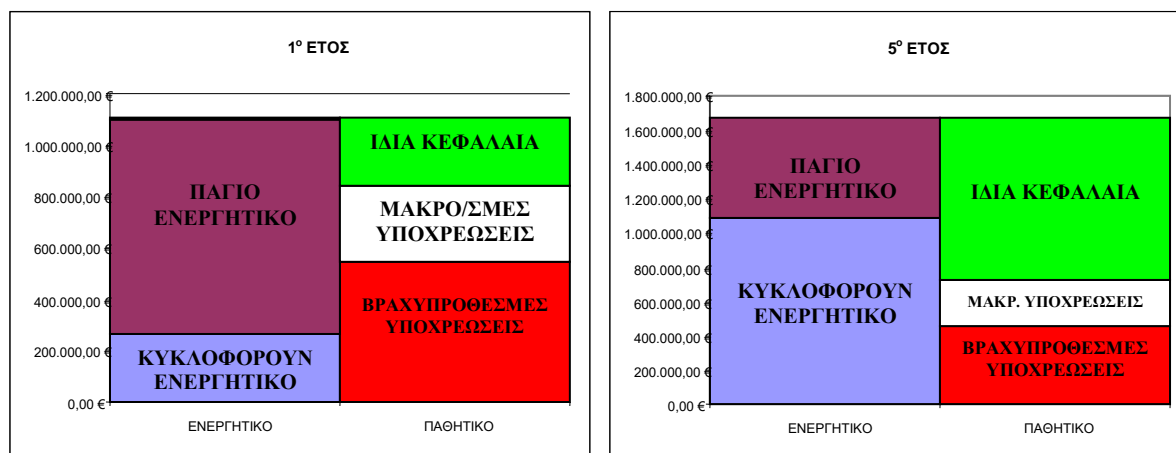 1º ΕΤΟΣ
1.200.000,00 €
1.000.000,00 €
800.000,00 €
600.000,00 €
400.000,00 €
200.000,00 €
0,00 €
ΠΑΓΙΟ
ΕΝΕΡΓΗΤΙΚΟ
ΚΥΚΛΟΦΟΡΟΥΝ
ΕΝΕΡΓΗΤΙΚΟ
ΙΔΙΑ ΚΕΦΑΛΑΙΑ
ΜΑΚΡΟ/ΣΜΕΣ
ΥΠΟΧΡΕΩΣΕΙΣ
ΒΡΑΧΥΠΡΟΘΕΣΜΕΣ
ΥΠΟΧΡΕΩΣΕΙΣ
ΕΝΕΡΓΗΤΙΚΟ
ΠΑΘΗΤΙΚΟ
5º ΕΤΟΣ
1.800.000,00 €
1.600.000,00 €
1.400.000,00 €
1.200.000,00 €
1.000.000,00 €
800.000,00 €
600.000,00 €
400.000,00 €
200.000,00 €
0,00 €
ΠΑΓΙΟ
ΕΝΕΡΓΗΤΙΚΟ
ΚΥΚΛΟΦΟΡΟΥΝ
ΕΝΕΡΓΗΤΙΚΟ
ΙΔΙΑ ΚΕΦΑΛΑΙΑ
ΜΑΚΡ. ΥΠΟΧΡΕΩΣΕΙΣ
ΒΡΑΧΥΠΡΟΘΕΣΜΕΣ
ΥΠΟΧΡΕΩΣΕΙΣ
ΕΝΕΡΓΗΤΙΚΟ
ΠΑΘΗΤΙΚΟ